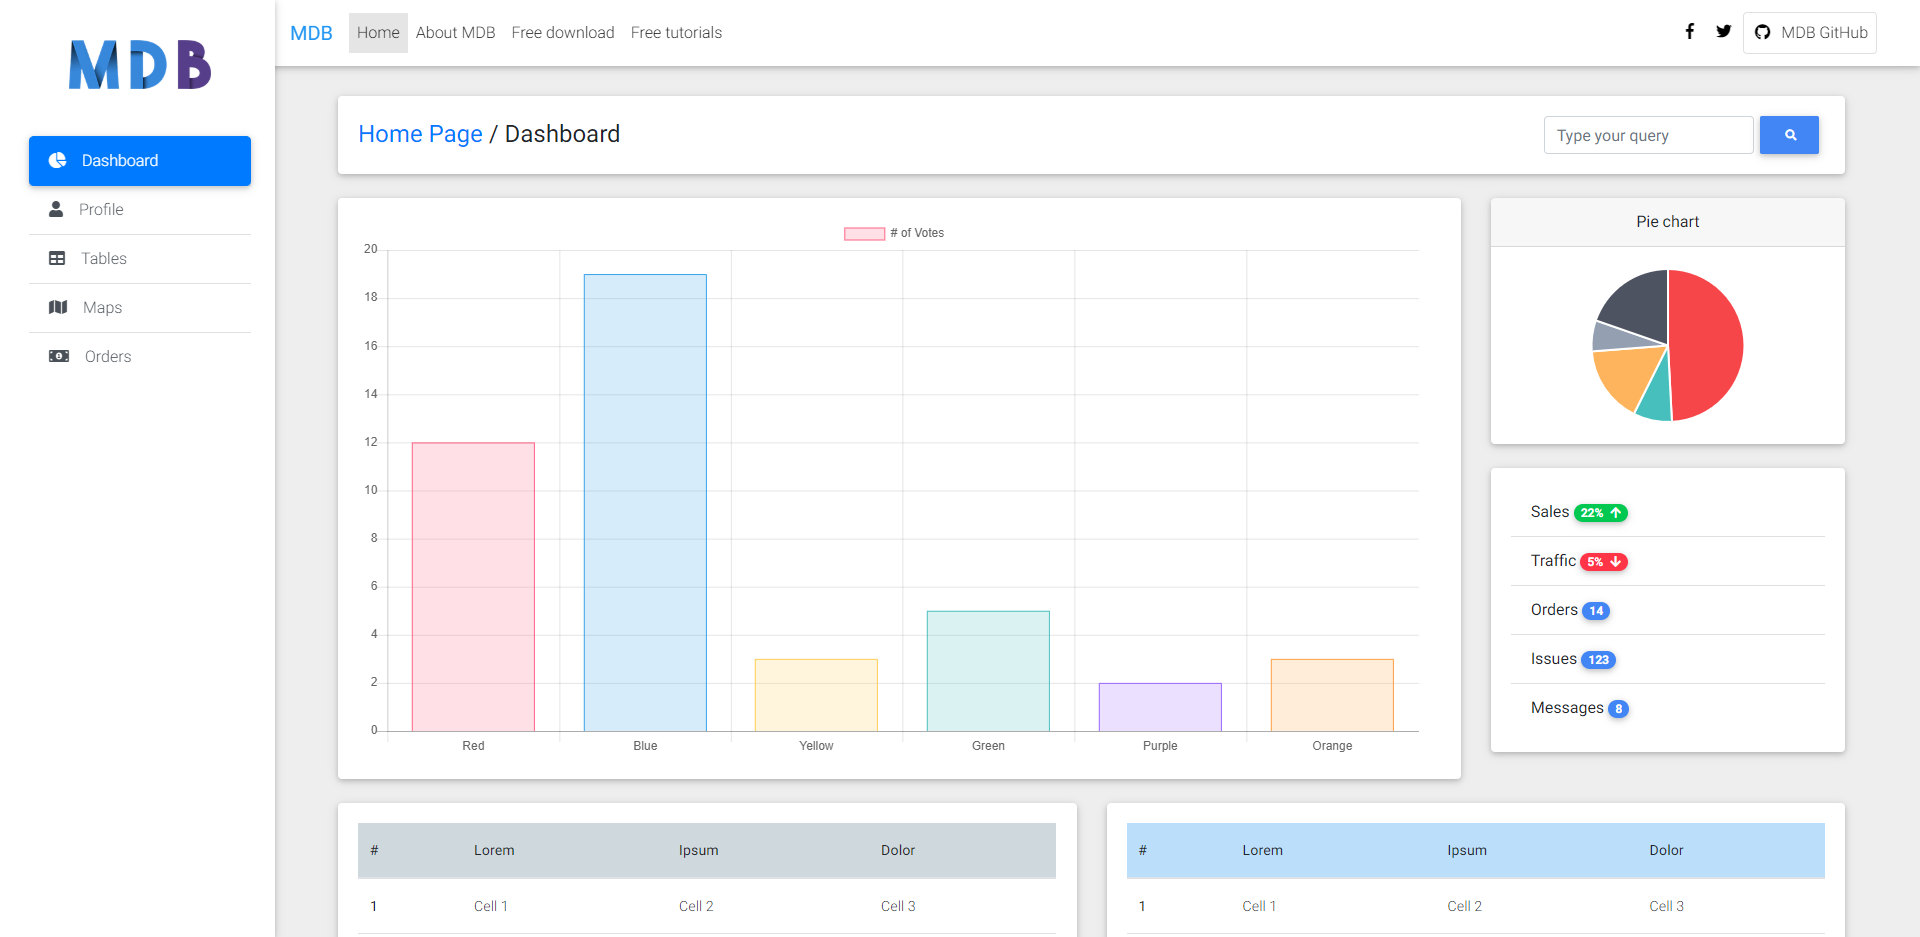 MDB
Dashboard
Profile
Tables
Maps
Orders
MDB Home About MDB Free download Free tutorials MDB GitHub
Home Page / Dashboard
Type your query
# of Votes
20
18
16
14
12
10
8
6
4
2
0
Red Blue Yellow Green Purple Orange
Pie chart
Sales 22%
Traffic 5%
Orders 14
Issues 123
Messages 8
# Lorem Ipsum Dolor
1 Cell 1 Cell 2 Cell 3
# Lorem Ipsum Dolor
1 Cell 1 Cell 2 Cell 3